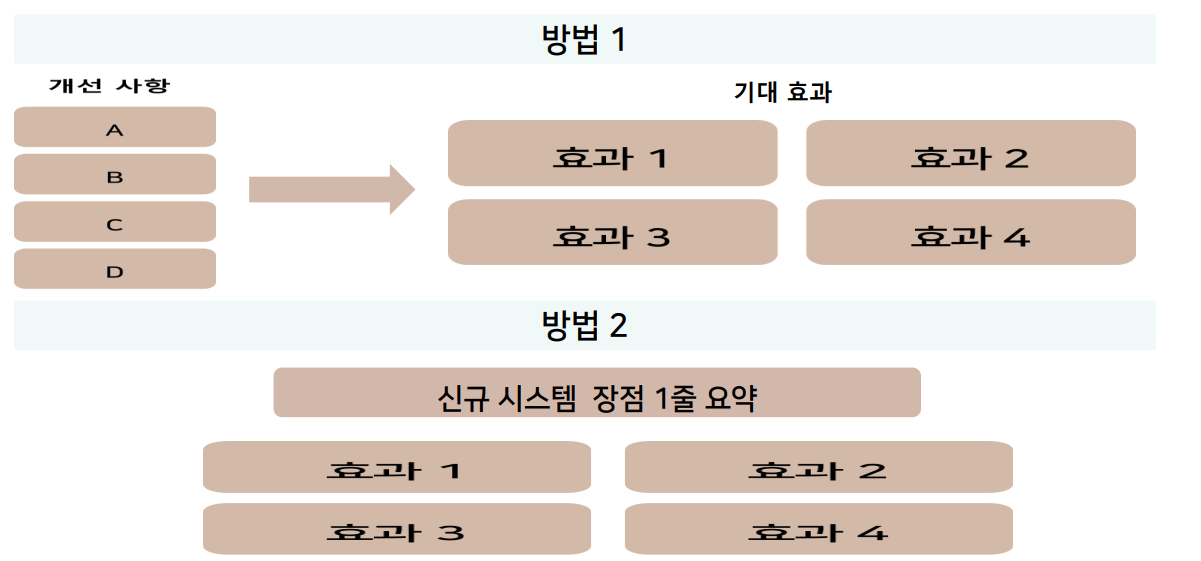 방법 1
개선 사항
A
B
C
D
기대 효과
효과 1
효과 2
효과 3
효과 4
방법 2
신규 시스템 장점 1줄 요약
효과 1
효과 2
효과 3
효과 4